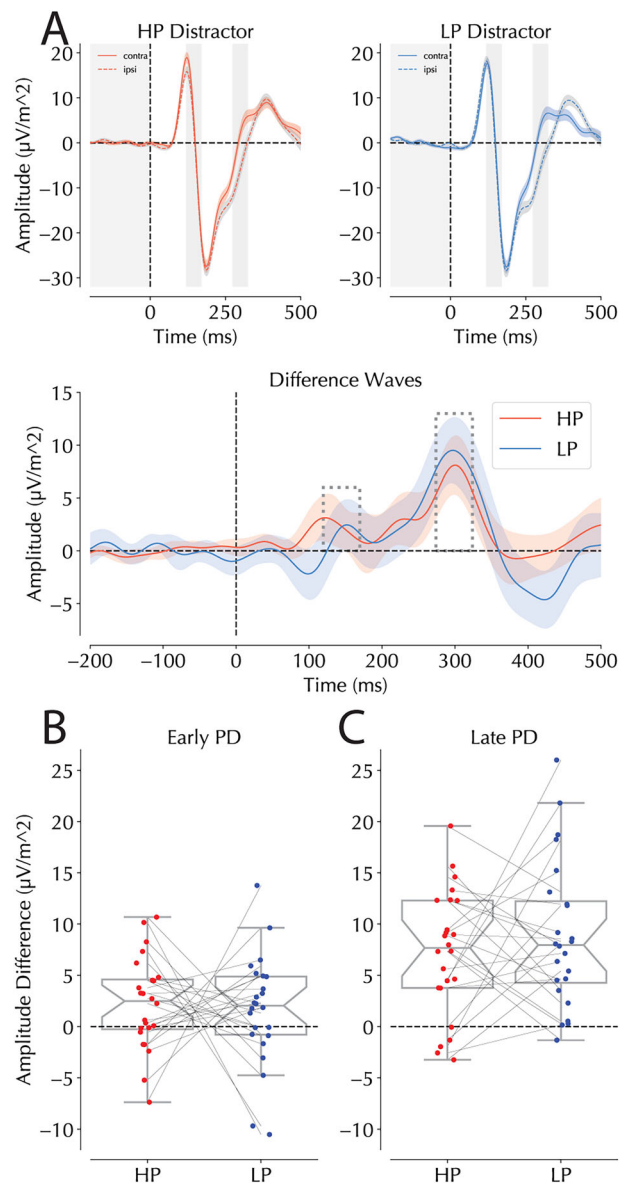 A
HP Distractor
LP Distractor
Amplitude (μV/m^2)
20
10
0
−10
−20
−30
contra
ipsi
0
250
500
Time (ms)
20
10
0
−10
−20
−30
contra
ipsi
0
250
500
Time (ms)
Difference Waves
Amplitude (μV/m^2)
15
10
5
0
−5
HP
LP
−200
−100
0
100
200
300
400
500
Time (ms)
B
Early PD
C
Late PD
Amplitude Difference (μV/m^2)
25
20
15
10
5
0
−5
−10
HP
LP
25
20
15
10
5
0
−5
−10
HP
LP